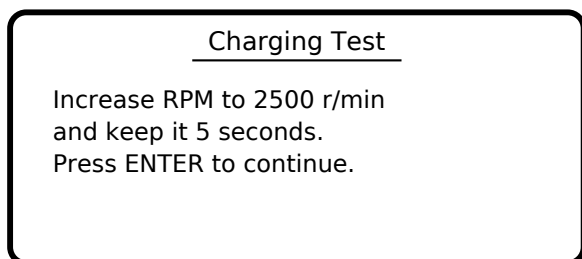 Charging Test
Increase RPM to 2500 r/min
and keep it 5 seconds.
Press ENTER to continue.